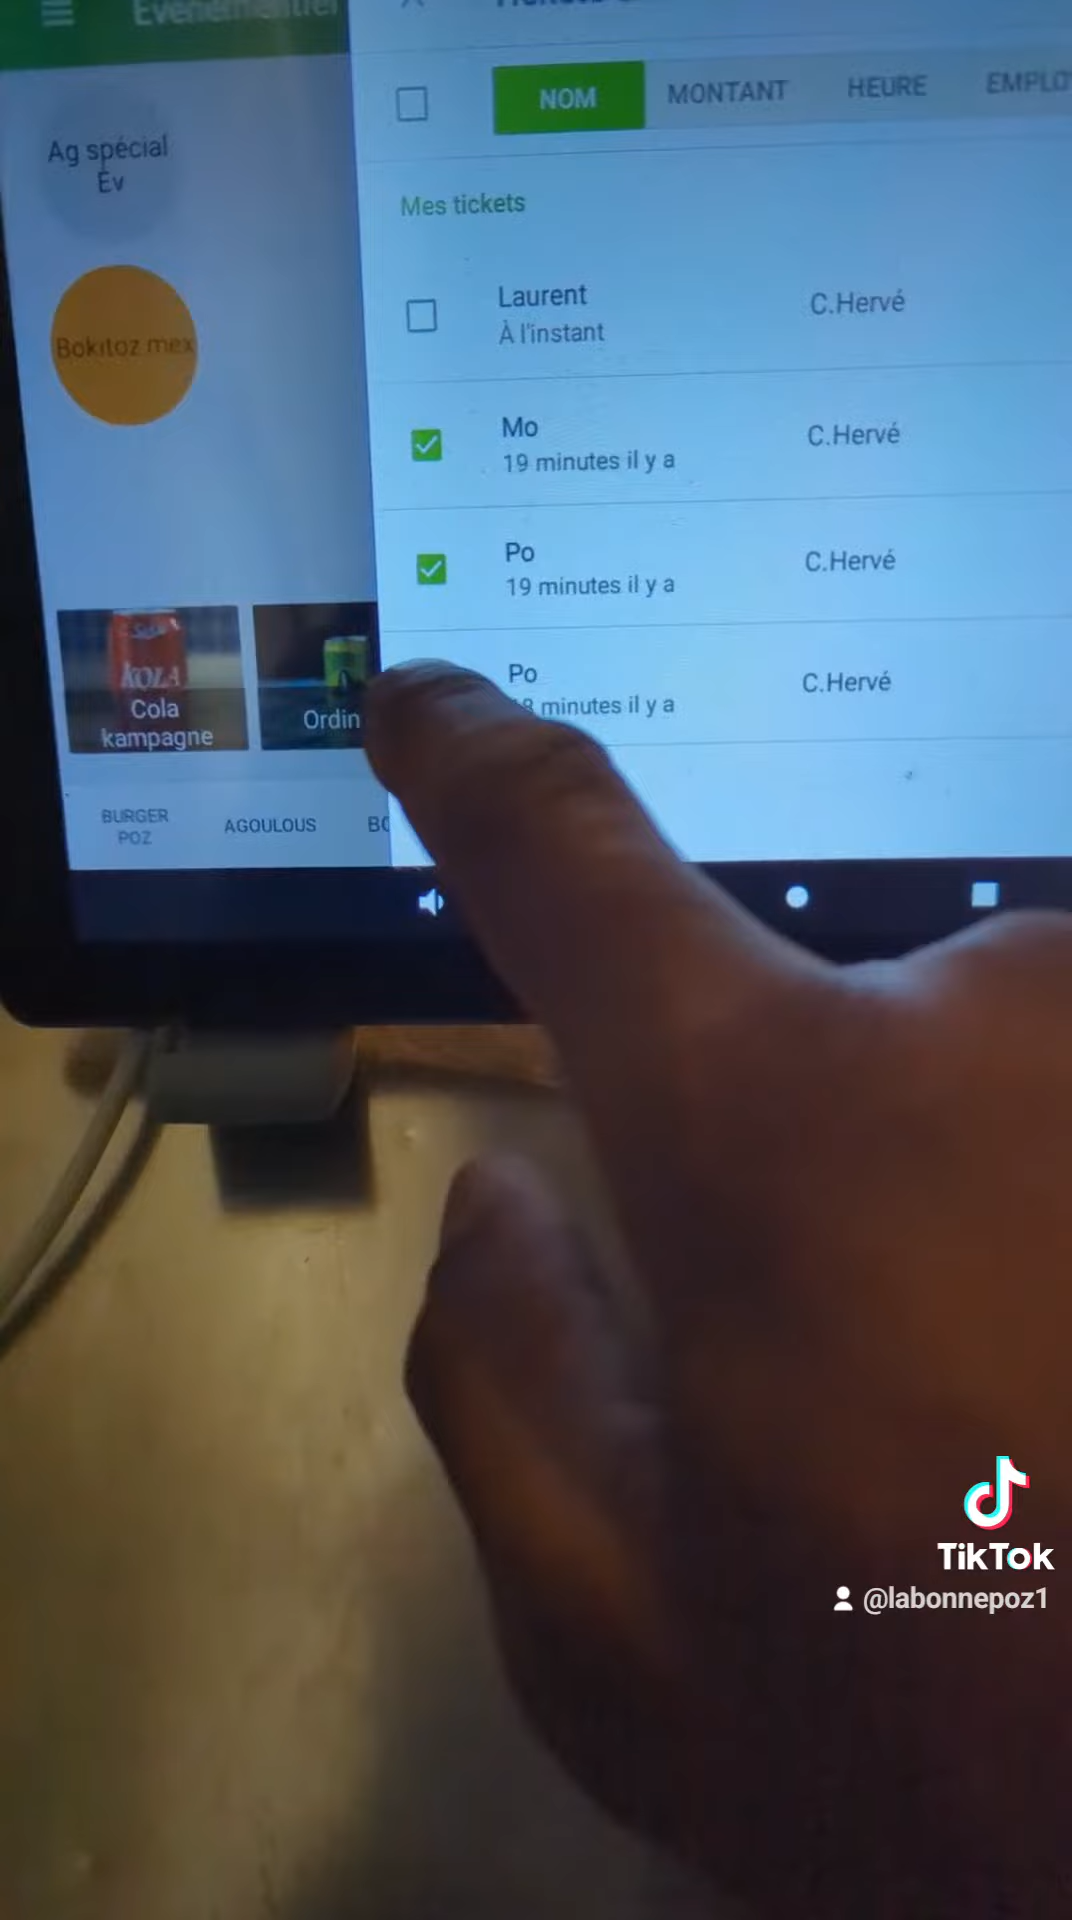 Evenementiel
NOM
MONTANT
HEURE
Ag spécial
Ev
Mes tickets
Laurent
À l'instant
C.Hervé
Bokitoz mex
Mo
19 minutes il y a
C.Hervé
Po
19 minutes il y a
C.Hervé
Po
minutes il y a
C.Hervé
KOLA
Cola
kampagne
Ordin
BURGER
POZ
AGOULOUS
TikTok
@labonnepoz1